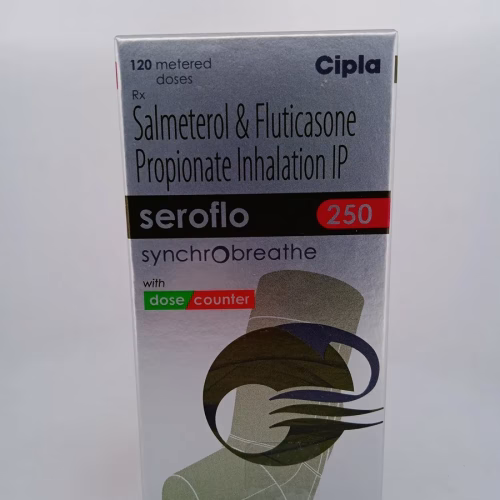 120 metered
doses
Cipla
Rx
Salmeterol & Fluticasone
Propionate Inhalation IP
seroflo 250
synchrobreathe
with
dose counter